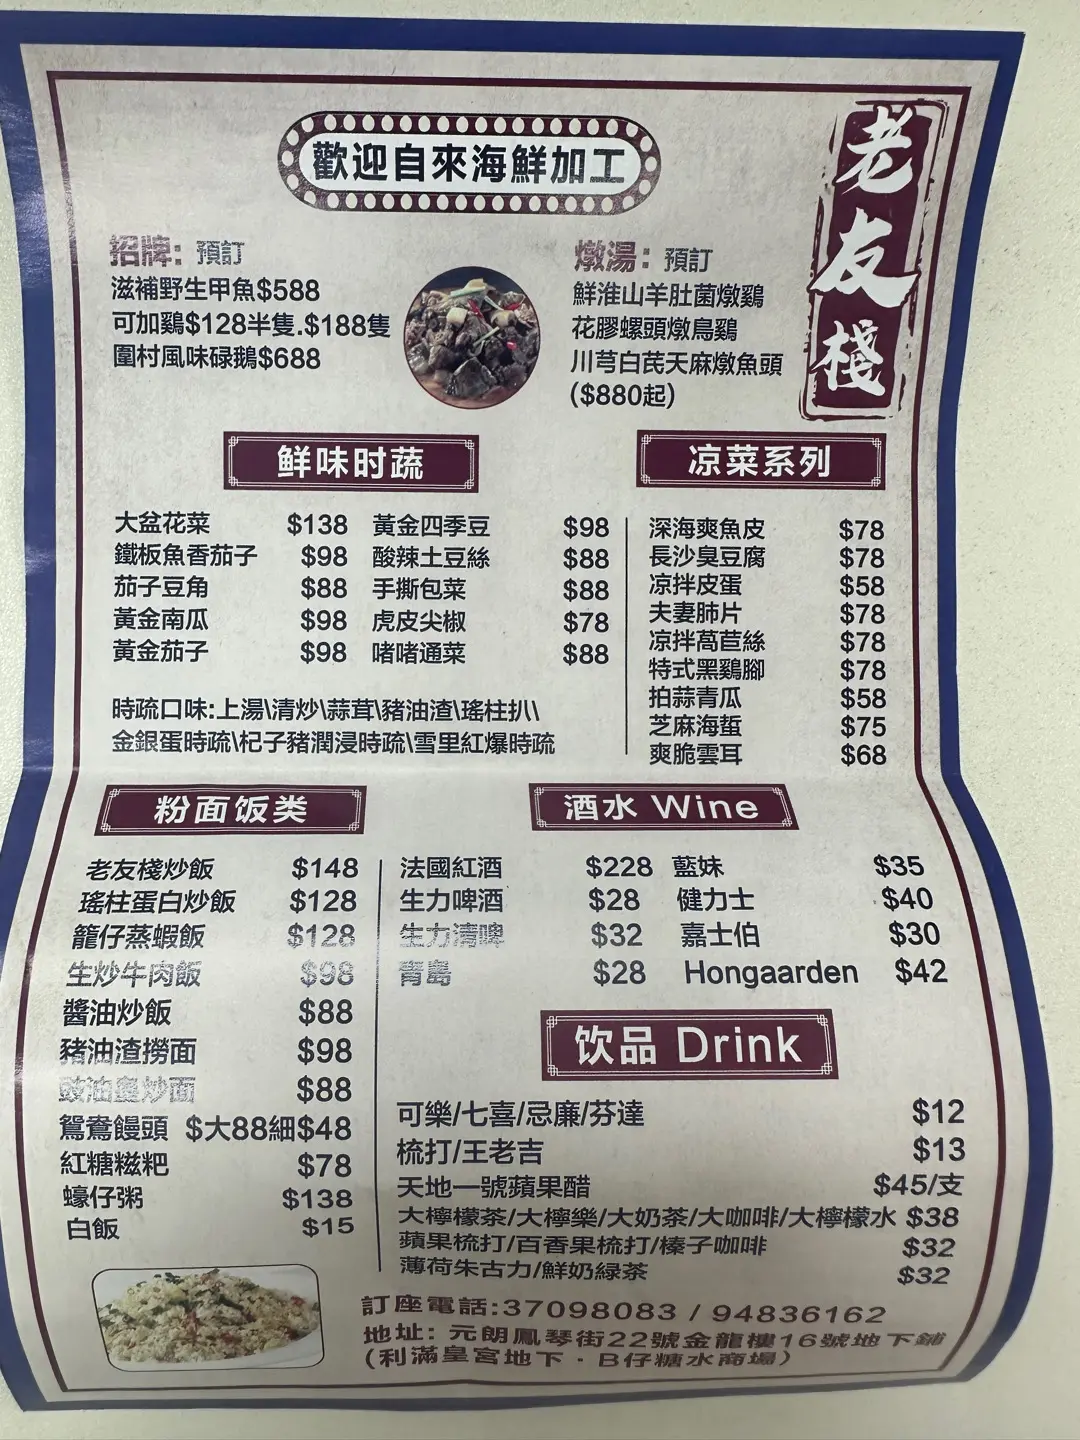 歡迎自來海鮮加工
老友棧
招牌: 預訂
滋補野生甲魚$588
可加鷄$128半隻.$188隻
圍村風味碌鵝$688
燉湯: 預訂
鮮淮山羊肚菌燉鷄
花膠螺頭燉鳥鷄
川芎白芪天麻燉魚頭
($880起)
鲜味时蔬
大盆花菜 $138
鐵板魚香茄子 $98
茄子豆角 $88
黃金南瓜 $98
黃金茄子 $98
黃金四季豆 $98
酸辣土豆絲 $88
手撕包菜 $88
虎皮尖椒 $78
啫啫通菜 $88
時疏口味:上湯\清炒\蒜茸\豬油渣\瑤柱扒\
金銀蛋時疏\杞子豬潤浸時疏\雪里紅爆時疏
凉菜系列
深海爽魚皮 $78
長沙臭豆腐 $78
凉拌皮蛋 $58
夫妻肺片 $78
凉拌萵苣絲 $78
特式黑鷄腳 $78
拍蒜青瓜 $58
芝麻海蜇 $75
爽脆雲耳 $68
粉面饭类
老友棧炒飯 $148
瑤柱蛋白炒飯 $128
籠仔蒸蝦飯 $128
生炒牛肉飯 $98
醬油炒飯 $88
豬油渣撈面 $98
豉油皇炒面 $88
鴛鴦饅頭 $大88細$48
紅糖糍粑 $78
蠔仔粥 $138
白飯 $15
酒水 Wine
法國紅酒 $228
生力啤酒 $28
生力清啤 $32
青島 $28
藍妹 $35
健力士 $40
嘉士伯 $30
Hongaarden $42
饮品 Drink
可樂/七喜/忌廉/芬達 $12
梳打/王老吉 $13
天地一號蘋果醋 $45/支
大檸檬茶/大檸樂/大奶茶/大咖啡/大檸檬水 $38
蘋果梳打/百香果梳打/榛子咖啡 $32
薄荷朱古力/鮮奶緑茶 $32
訂座電話:37098083 / 94836162
地址: 元朗鳳琴街22號金龍樓16號地下鋪
(利滿皇宮地下·B仔糖水商場)